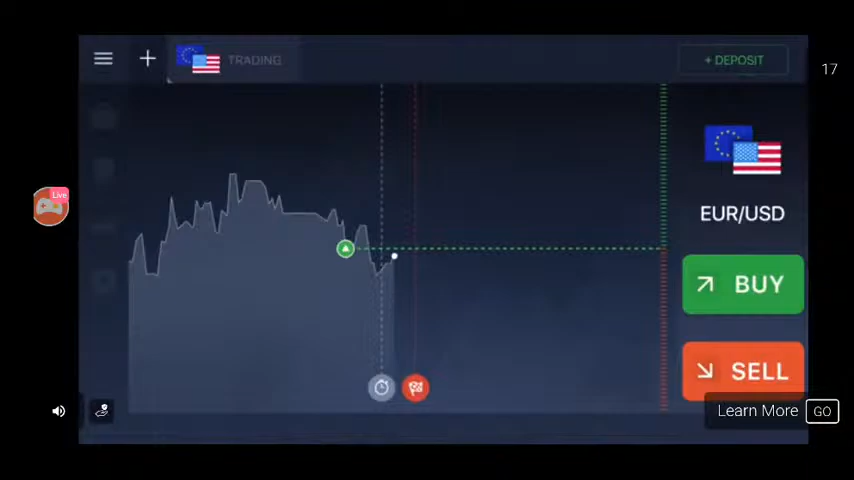 TRADING
+ DEPOSIT
17
Live
EUR/USD
BUY
SELL
Learn More GO